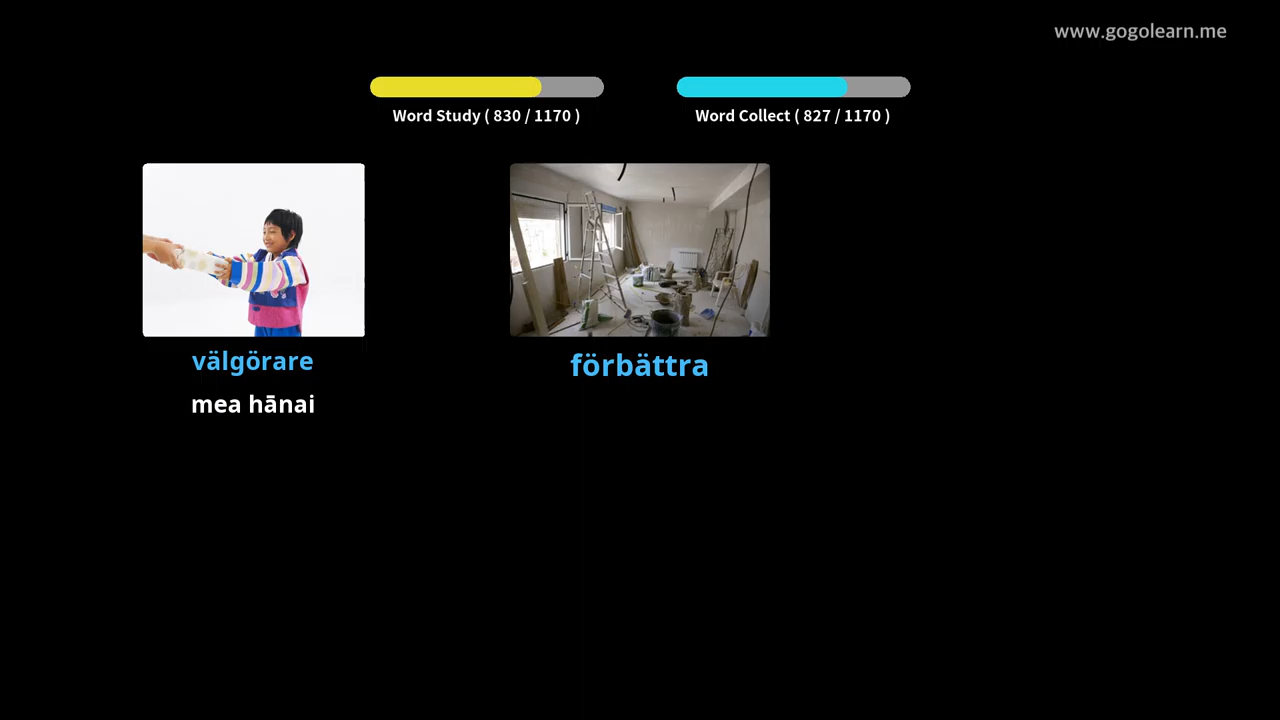 www.gogolearn.me
Word Study ( 830 / 1170 )
Word Collect ( 827 / 1170 )
välgörare
mea hānai
förbättra